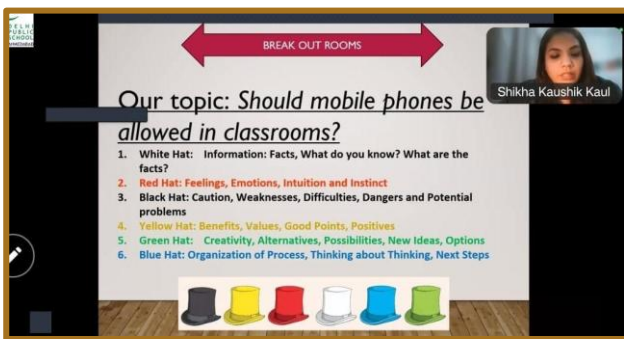 DELHI
PUBLIC
SCHOOL
BREAK OUT ROOMS
Shikha Kaushik Kaul
Our topic: Should mobile phones be
allowed in classrooms?
1. White Hat: Information: Facts, What do you know? What are the
facts?
2. Red Hat: Feelings, Emotions, Intuition and Instinct
3. Black Hat: Caution, Weaknesses, Difficulties, Dangers and Potential
problems
4. Yellow Hat: Benefits, Values, Good Points, Positives
5. Green Hat: Creativity, Alternatives, Possibilities, New Ideas, Options
6. Blue Hat: Organization of Process, Thinking about Thinking, Next Steps